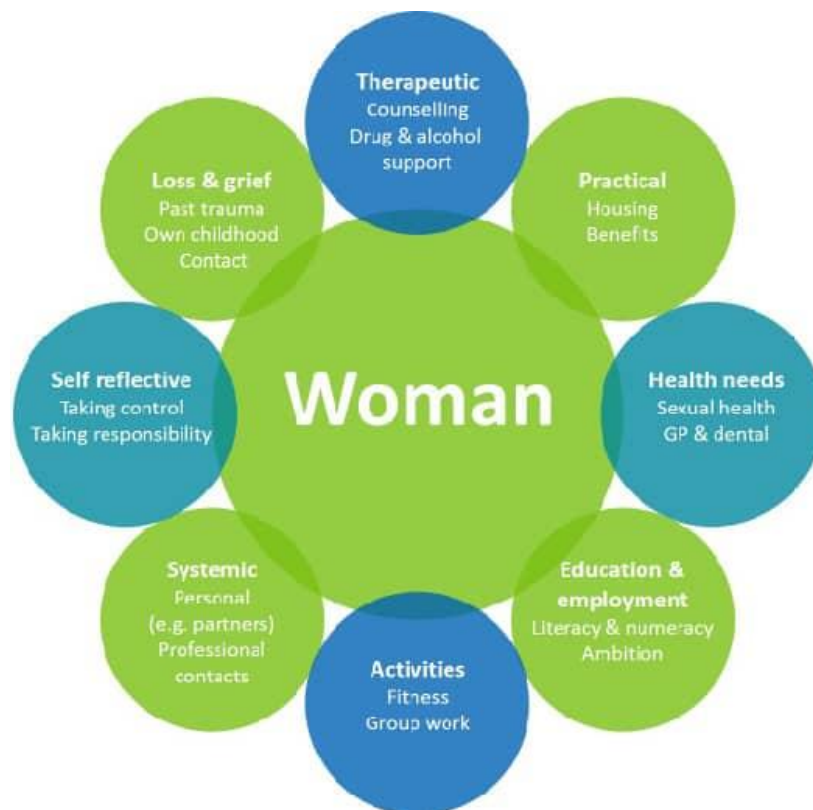 Therapeutic
Counselling
Drug & alcohol
support
Practical
Housing
Benefits
Health needs
Sexual health
GP & dental
Education &
employment
Literacy & numeracy
Ambition
Activities
Fitness
Group work
Systemic
Personal
(e.g. partners)
Professional
contacts
Self reflective
Taking control
Taking responsibility
Loss & grief
Past trauma
Own childhood
Contact
Woman